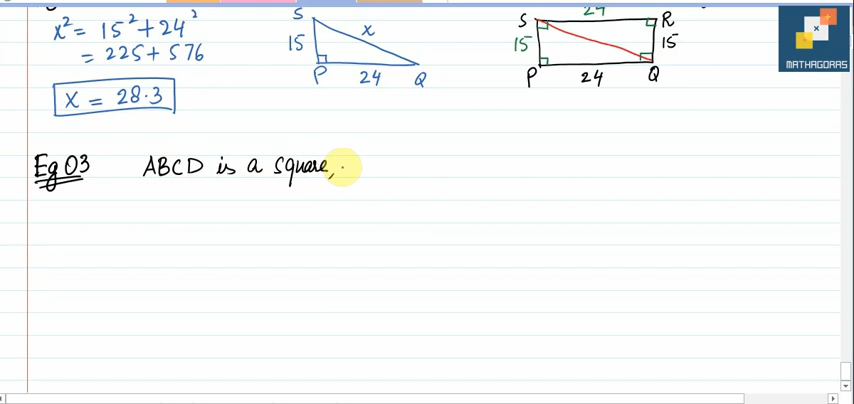 x² = 15² + 24²
= 225 + 576
x = 28.3
S
15
x
P
24
Q
24
S
R
15
15
P
24
Q
MATHAGORAS
Eg 03 ABCD is a square,